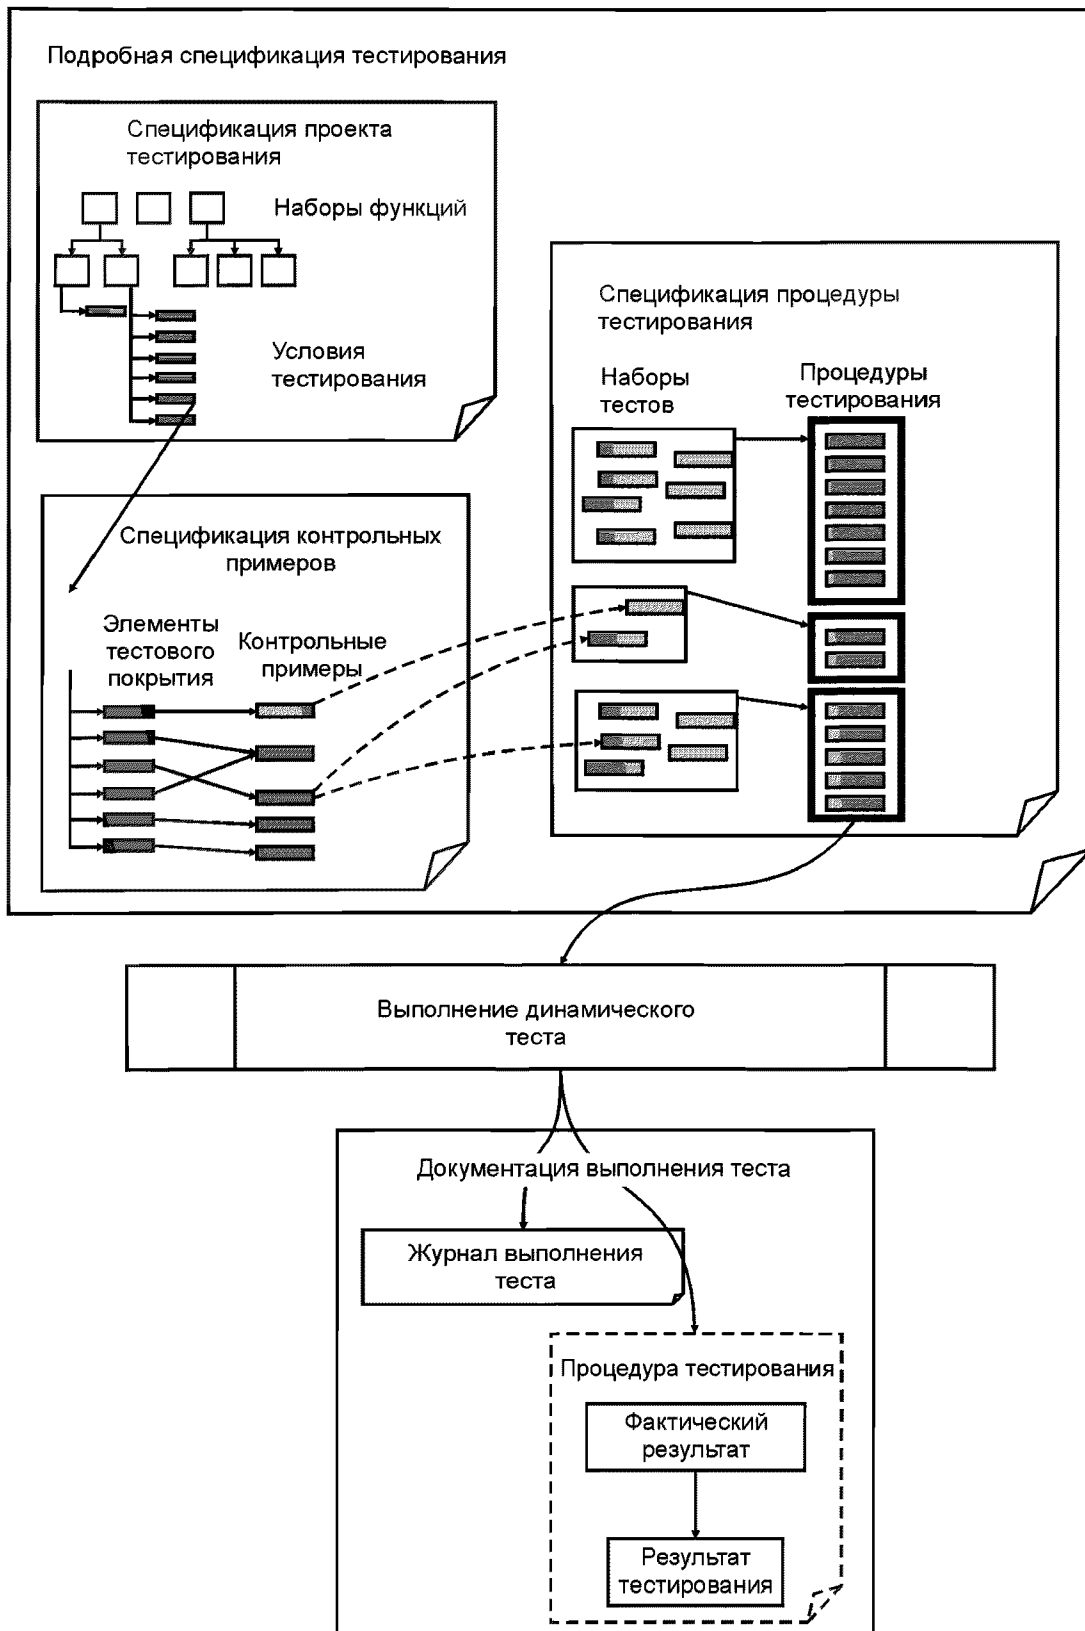 Подробная спецификация тестирования
Спецификация проекта
тестирования
Наборы функций
Условия
тестирования
Спецификация процедуры
тестирования
Наборы
тестов
Процедуры
тестирования
Спецификация контрольных
примеров
Элементы
тестового
покрытия
Контрольные
примеры
Выполнение динамического
теста
Документация выполнения теста
Журнал выполнения
теста
Процедура тестирования
Фактический
результат
Результат
тестирования